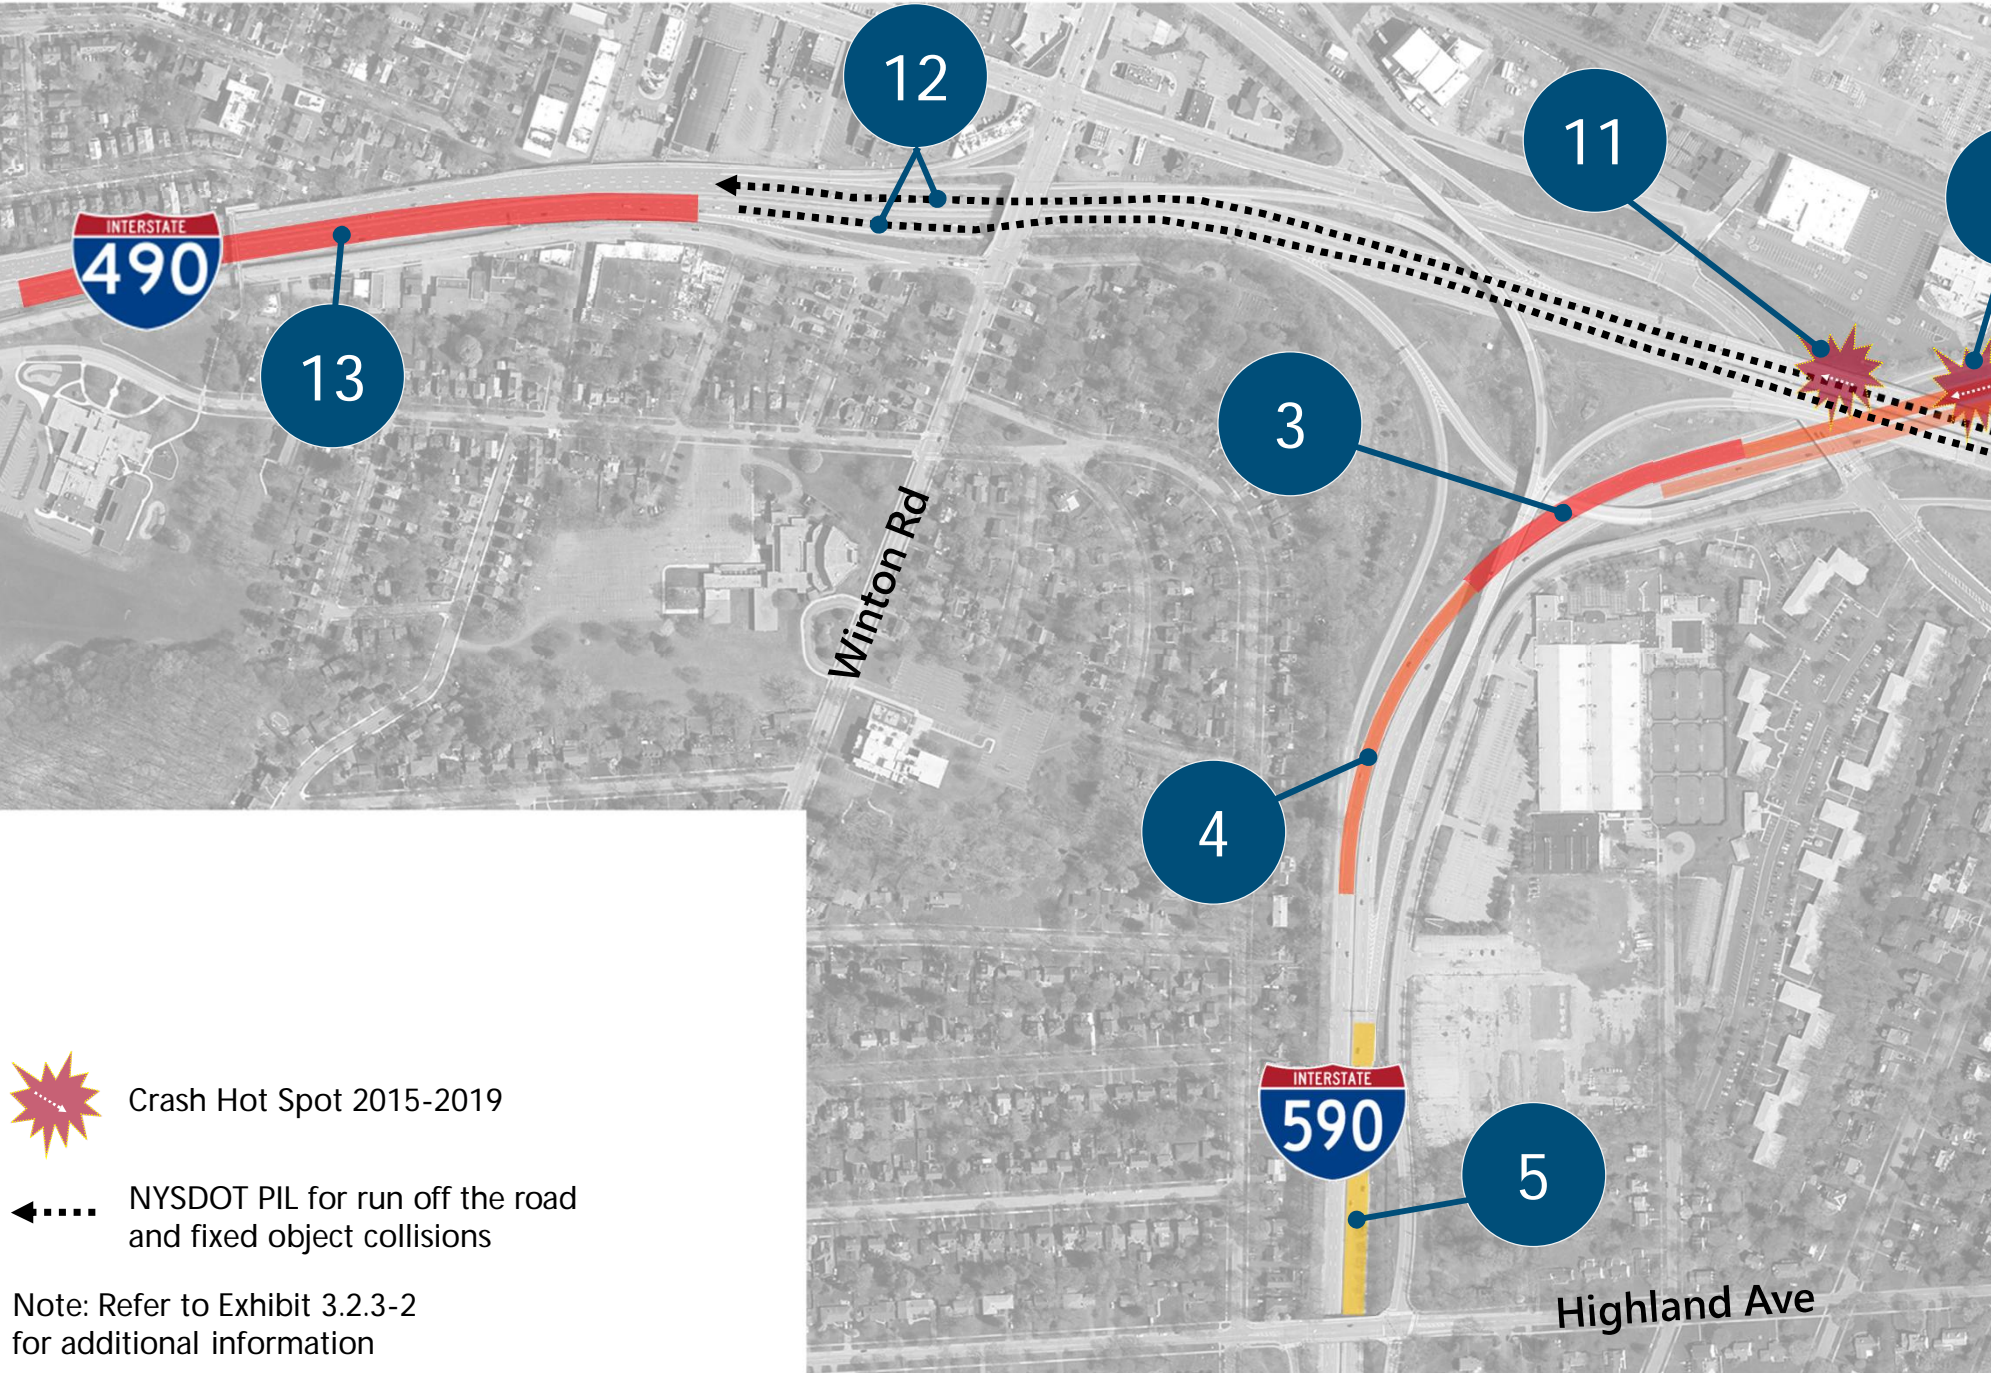 12
11
INTERSTATE
490
13
3
Winton Rd
4
INTERSTATE
590
5
Highland Ave
Crash Hot Spot 2015-2019
NYSDOT PIL for run off the road
and fixed object collisions
Note: Refer to Exhibit 3.2.3-2
for additional information